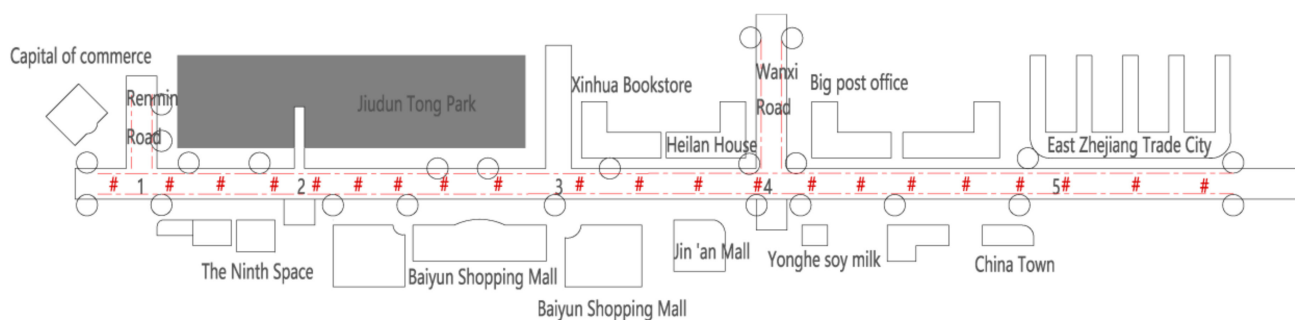 Capital of commerce
Renmin
Road
Jiudun Tong Park
Xinhua Bookstore
Heilan House
Wanxi
Road
Big post office
East Zhejiang Trade City
# 1 # # # 2 # # # # # 3 # # # # 4 # # # # # 5 # # #
The Ninth Space
Baiyun Shopping Mall
Baiyun Shopping Mall
Jin 'an Mall
Yonghe soy milk
China Town